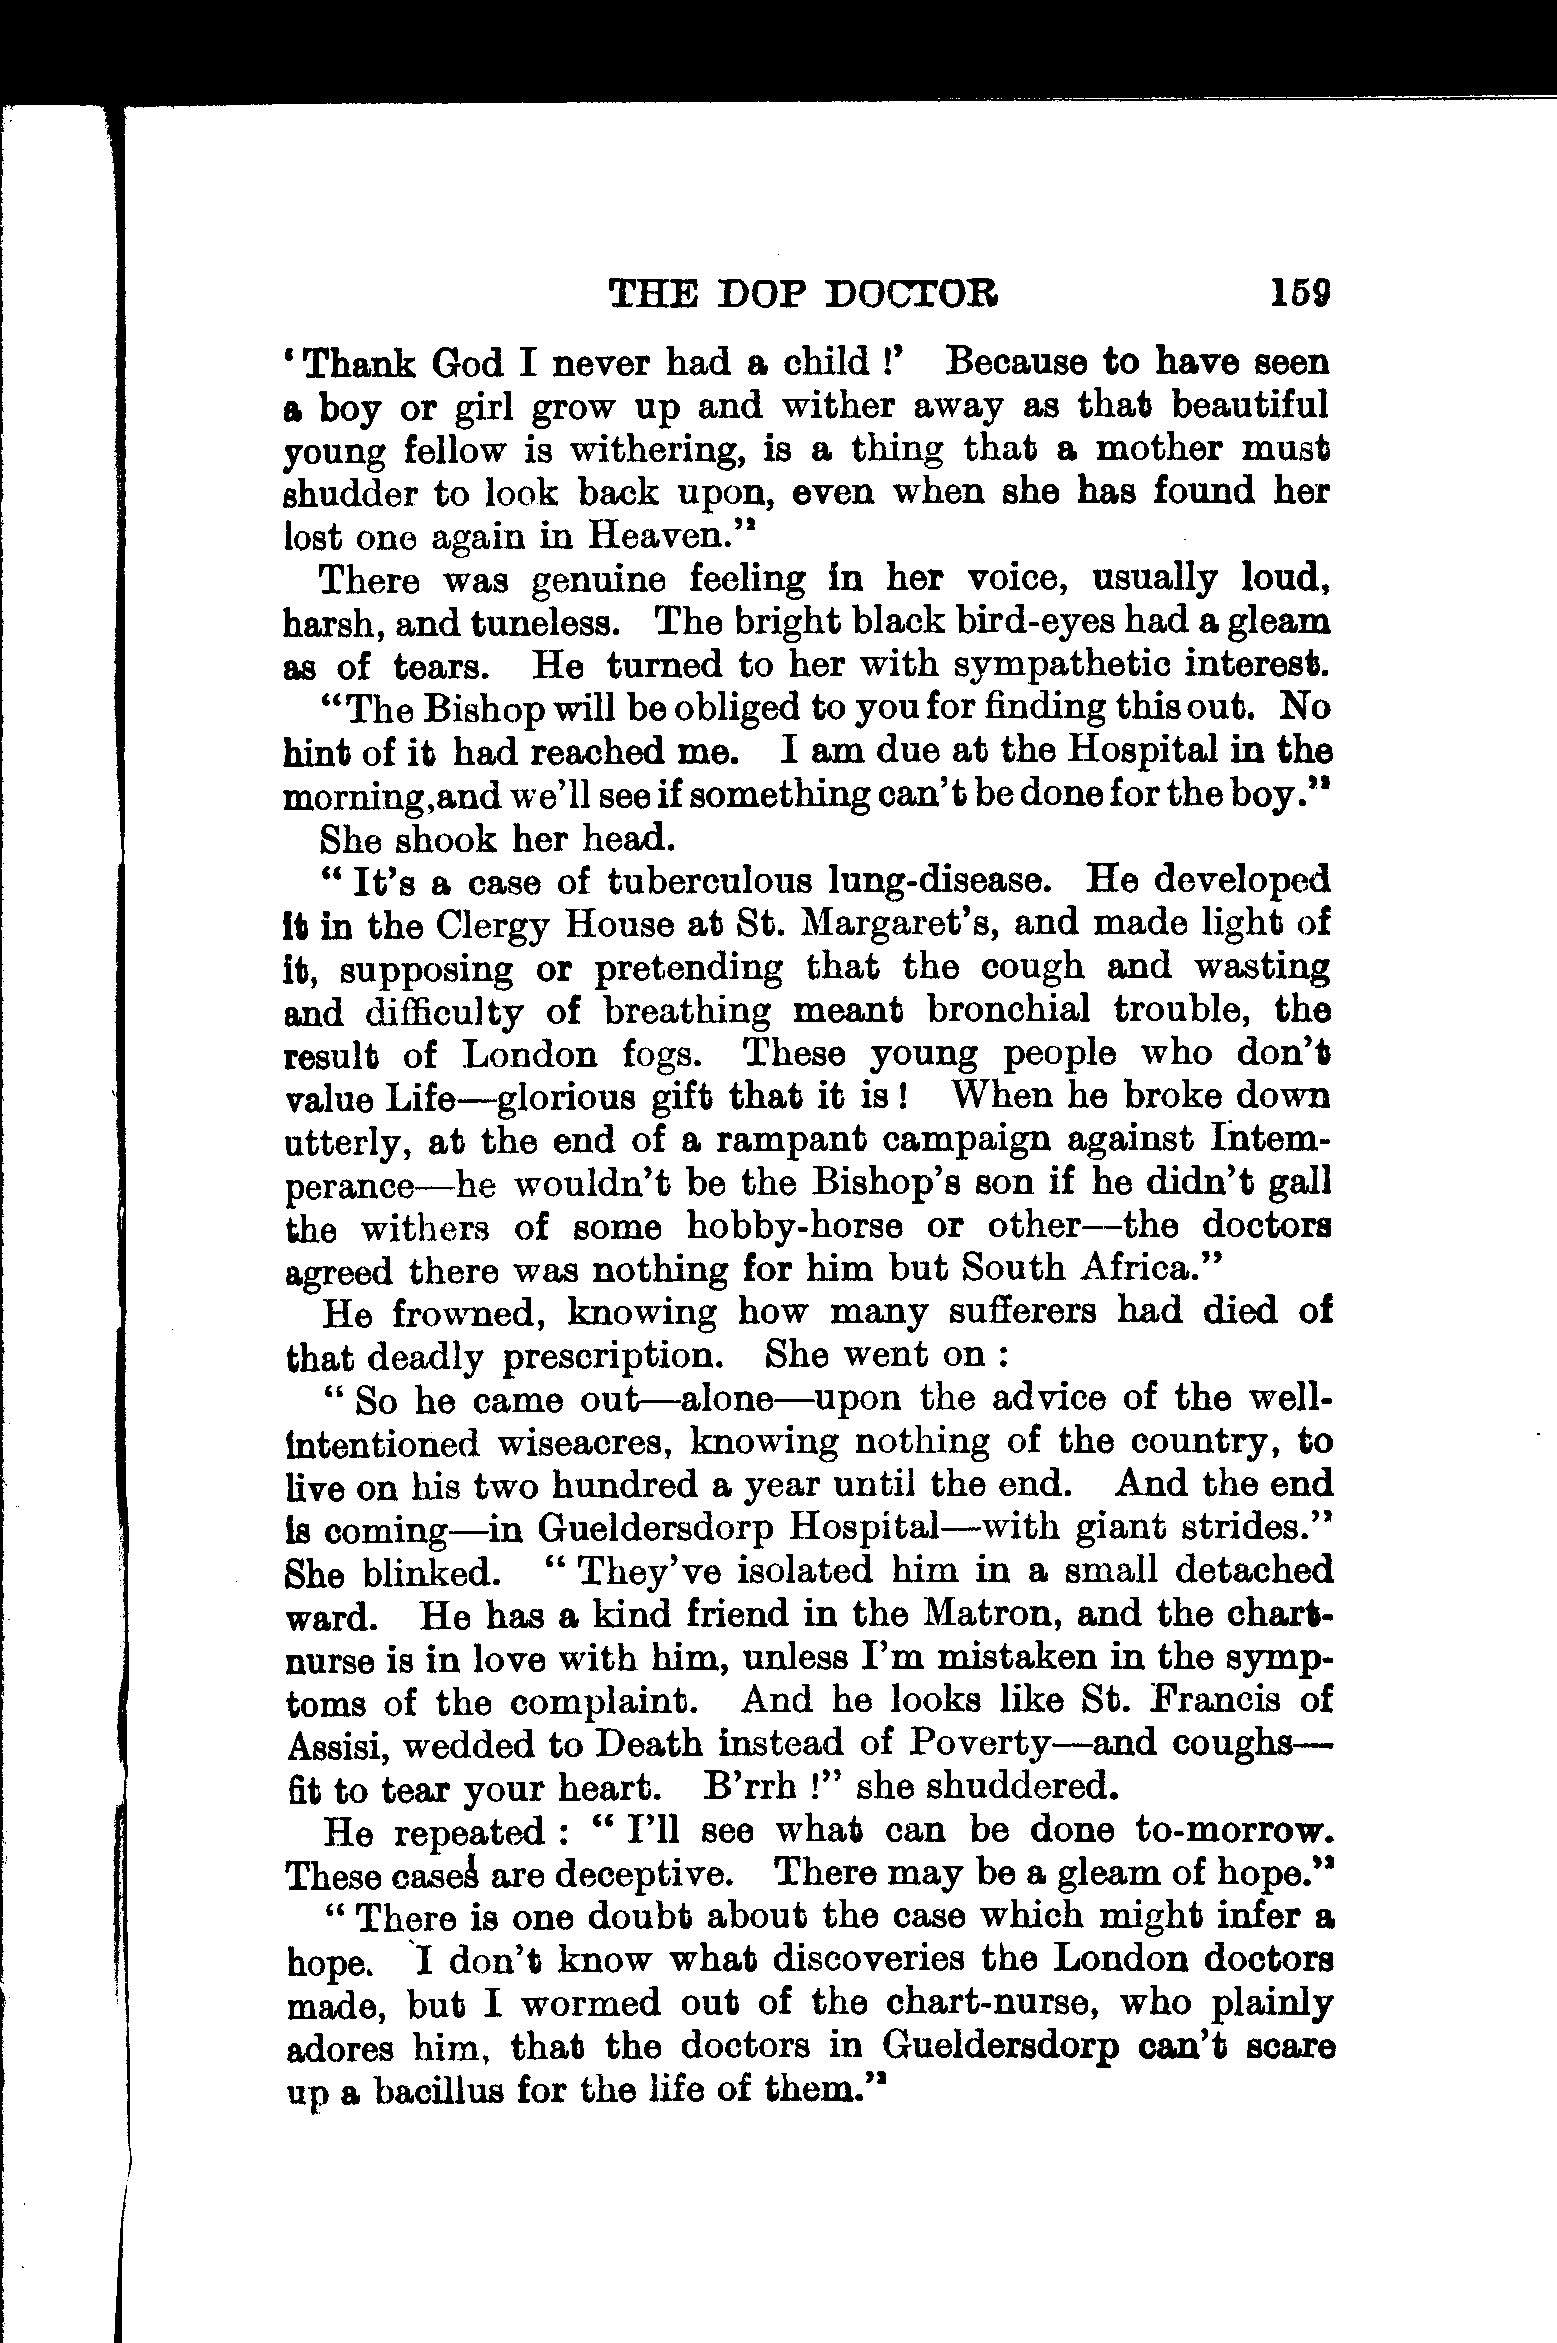 THE DOP DOCTOR 159
‘Thank God I never had a child !’ Because to have seen
a boy or girl grow up and wither away as that beautiful
young fellow is withering, is a thing that a mother must
shudder to look back upon, even when she has found her
lost one again in Heaven.”
There was genuine feeling in her voice, usually loud,
harsh, and tuneless. The bright black bird-eyes had a gleam
as of tears. He turned to her with sympathetic interest.
“The Bishop will be obliged to you for finding this out. No
hint of it had reached me. I am due at the Hospital in the
morning, and we’ll see if something can’t be done for the boy.”
She shook her head.
“ It’s a case of tuberculous lung-disease. He developed
it in the Clergy House at St. Margaret’s, and made light of
it, supposing or pretending that the cough and wasting
and difficulty of breathing meant bronchial trouble, the
result of London fogs. These young people who don’t
value Life—glorious gift that it is ! When he broke down
utterly, at the end of a rampant campaign against Intem-
perance—he wouldn’t be the Bishop’s son if he didn’t gall
the withers of some hobby-horse or other—the doctors
agreed there was nothing for him but South Africa.”
He frowned, knowing how many sufferers had died of
that deadly prescription. She went on :
“ So he came out—alone—upon the advice of the well-
intentioned wiseacres, knowing nothing of the country, to
live on his two hundred a year until the end. And the end
is coming—in Gueldersdorp Hospital—with giant strides.”
She blinked. “ They’ve isolated him in a small detached
ward. He has a kind friend in the Matron, and the chart-
nurse is in love with him, unless I’m mistaken in the symp-
toms of the complaint. And he looks like St. Francis of
Assisi, wedded to Death instead of Poverty—and coughs—
fit to tear your heart. B’rrh !” she shuddered.
He repeated : “ I’ll see what can be done to-morrow.
These cases are deceptive. There may be a gleam of hope.”
“ There is one doubt about the case which might infer a
hope. I don’t know what discoveries the London doctors
made, but I wormed out of the chart-nurse, who plainly
adores him, that the doctors in Gueldersdorp can’t scare
up a bacillus for the life of them.”